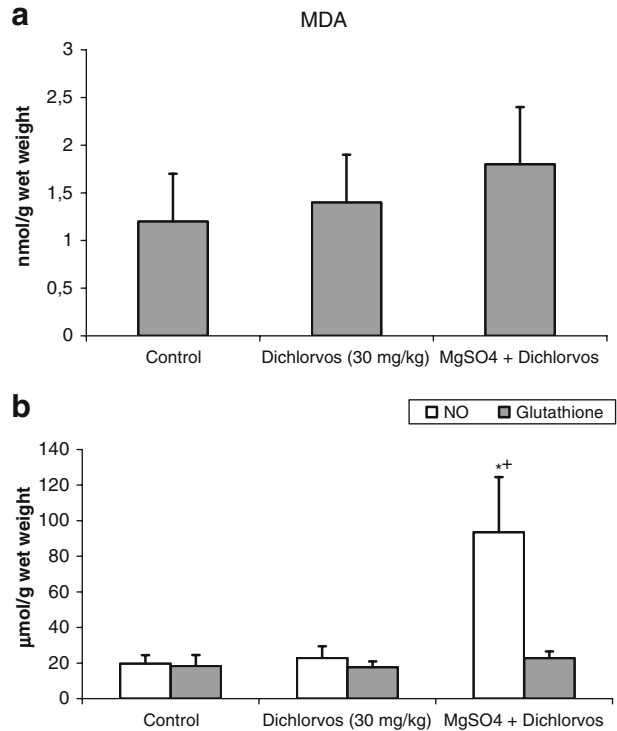 a
MDA
nmol/g wet weight
3
2,5
2
1,5
1
0,5
0
Control Dichlorvos (30 mg/kg) MgSO4 + Dichlorvos
b
NO Glutathione
µmol/g wet weight
140
120
100
80
60
40
20
0
*+
Control Dichlorvos (30 mg/kg) MgSO4 + Dichlorvos